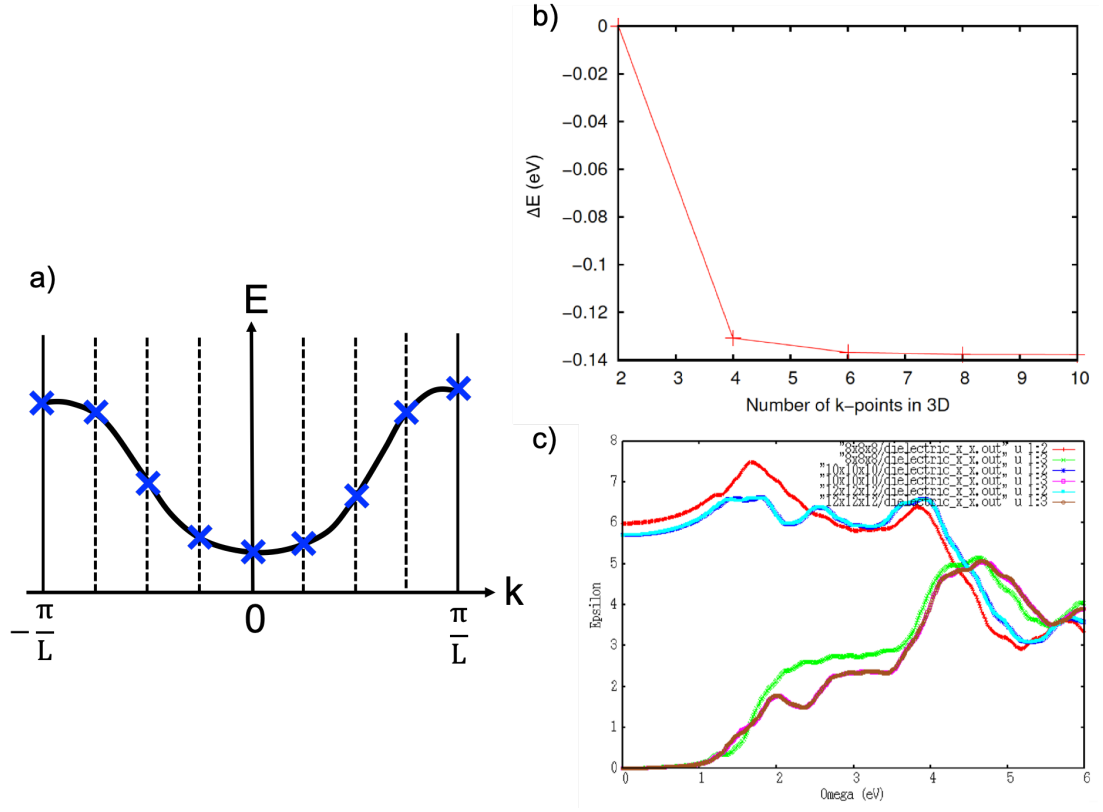 a)
E
k
− π/L
0
π/L
b)
0
−0.02
−0.04
−0.06
−0.08
−0.1
−0.12
−0.14
ΔE (eV)
2 3 4 5 6 7 8 9 10
Number of k−points in 3D
c)
"8x8x8/dielectric_x_x.out" u 1:2
"8x8x8/dielectric_x_x.out" u 1:3
"10x10x10/dielectric_x_x.out" u 1:2
"10x10x10/dielectric_x_x.out" u 1:3
"12x12x12/dielectric_x_x.out" u 1:2
"12x12x12/dielectric_x_x.out" u 1:3
8
7
6
5
4
3
2
1
0
Epsilon
0 1 2 3 4 5 6
Omega (eV)